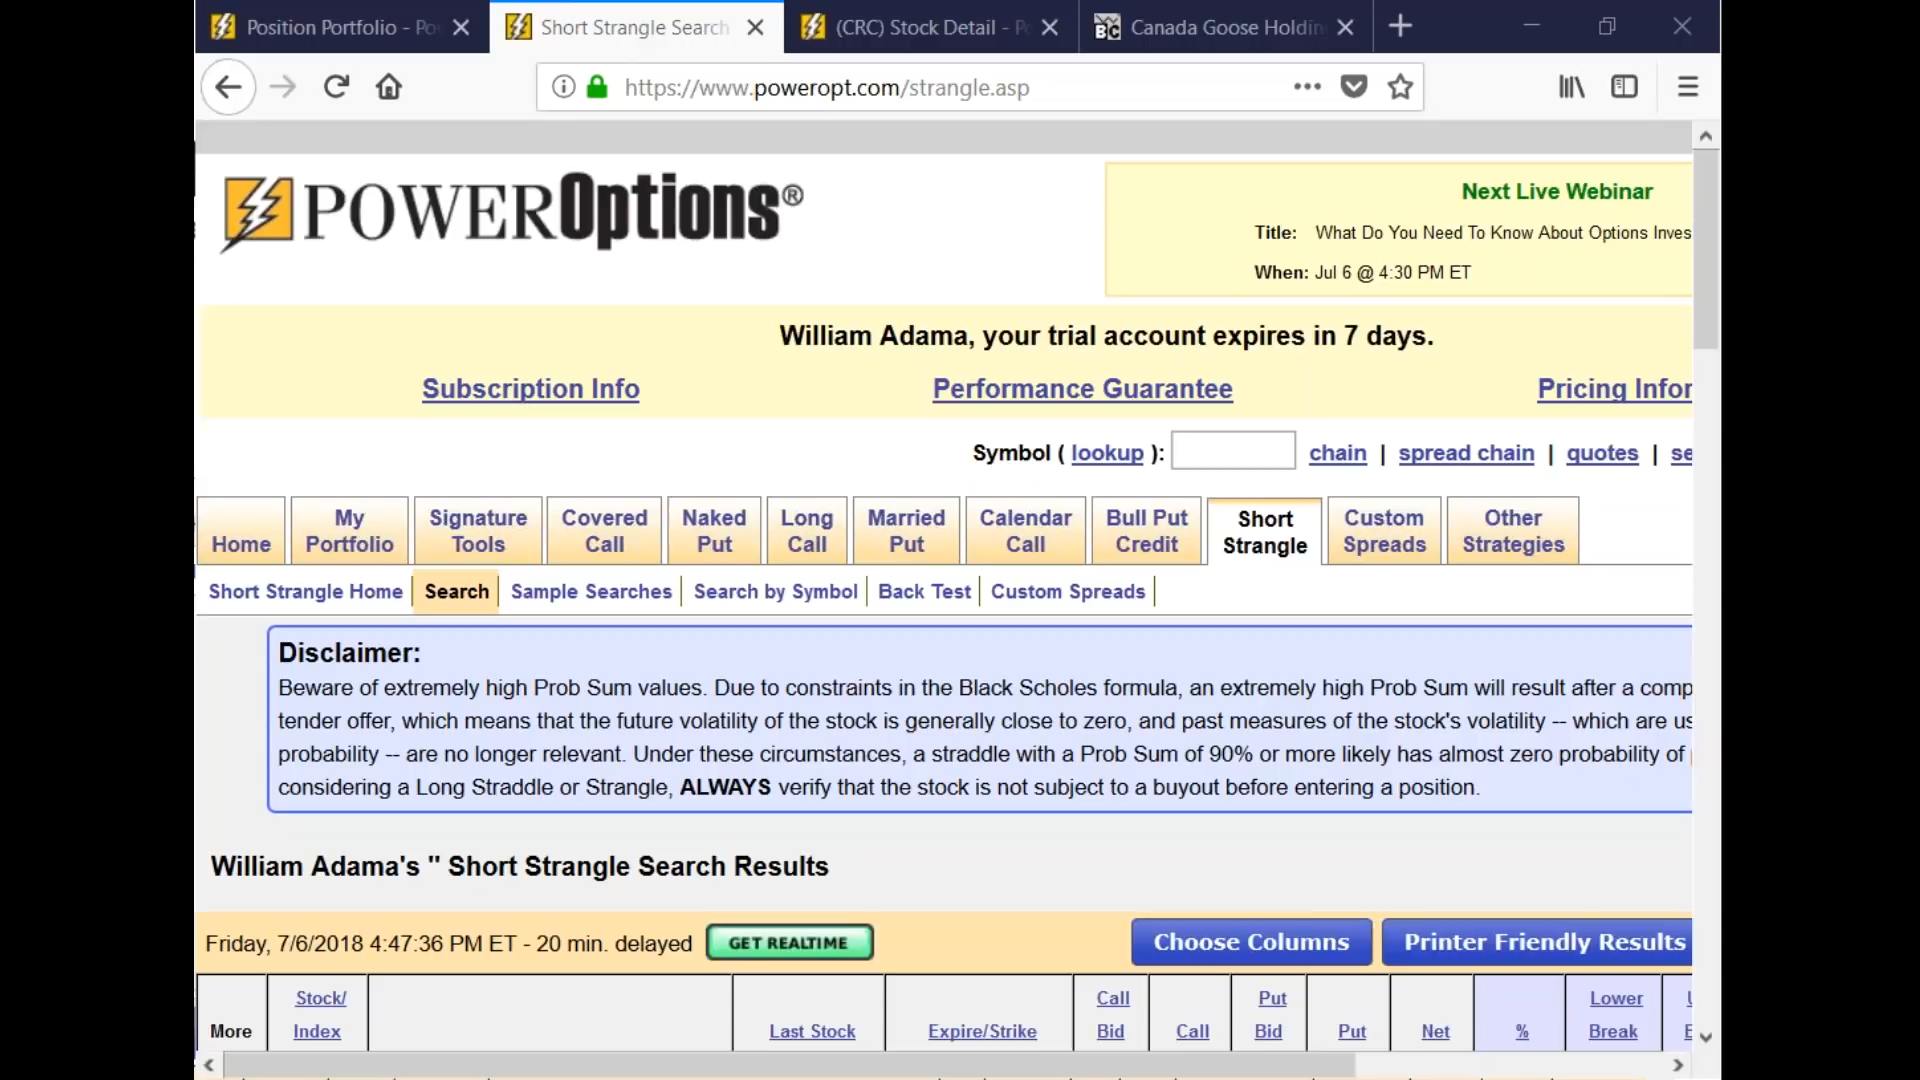 Position Portfolio - Po
Short Strangle Search
(CRC) Stock Detail - P
Canada Goose Holdin
https://www.poweropt.com/strangle.asp
POWEROptions®
Next Live Webinar
Title: What Do You Need To Know About Options Inves
When: Jul 6 @ 4:30 PM ET
William Adama, your trial account expires in 7 days.
Subscription Info Performance Guarantee Pricing Infor
Symbol ( lookup ): chain | spread chain | quotes | se
Home
My Portfolio
Signature Tools
Covered Call
Naked Put
Long Call
Married Put
Calendar Call
Bull Put Credit
Short Strangle
Custom Spreads
Other Strategies
Short Strangle Home Search Sample Searches Search by Symbol Back Test Custom Spreads
Disclaimer:
Beware of extremely high Prob Sum values. Due to constraints in the Black Scholes formula, an extremely high Prob Sum will result after a comp
tender offer, which means that the future volatility of the stock is generally close to zero, and past measures of the stock's volatility -- which are us
probability -- are no longer relevant. Under these circumstances, a straddle with a Prob Sum of 90% or more likely has almost zero probability of
considering a Long Straddle or Strangle, ALWAYS verify that the stock is not subject to a buyout before entering a position.
William Adama's '' Short Strangle Search Results
Friday, 7/6/2018 4:47:36 PM ET - 20 min. delayed GET REALTIME Choose Columns Printer Friendly Results
More
Stock/ Index
Last Stock
Expire/Strike
Call Bid
Call
Put Bid
Put
Net
%
Lower Break